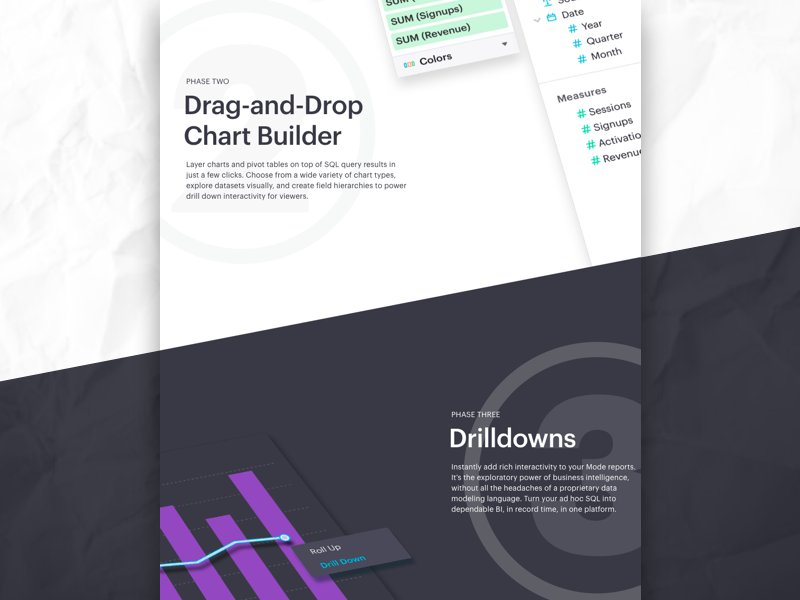 SUM (Signups)
SUM (Revenue)
Colors
Date
Year
Quarter
Month
Measures
Sessions
Signups
PHASE TWO
Drag-and-Drop
Chart Builder
Layer charts and pivot tables on top of SQL query results in
just a few clicks. Choose from a wide variety of chart types,
explore datasets visually, and create field hierarchies to power
drill down interactivity for viewers.
2
PHASE THREE
Drilldowns
Instantly add rich interactivity to your Mode reports.
It's the exploratory power of business intelligence,
without all the headaches of a proprietary data
modeling language. Turn your ad hoc SQL into
dependable BI, in record time, in one platform.
3
Roll Up
Drill Down